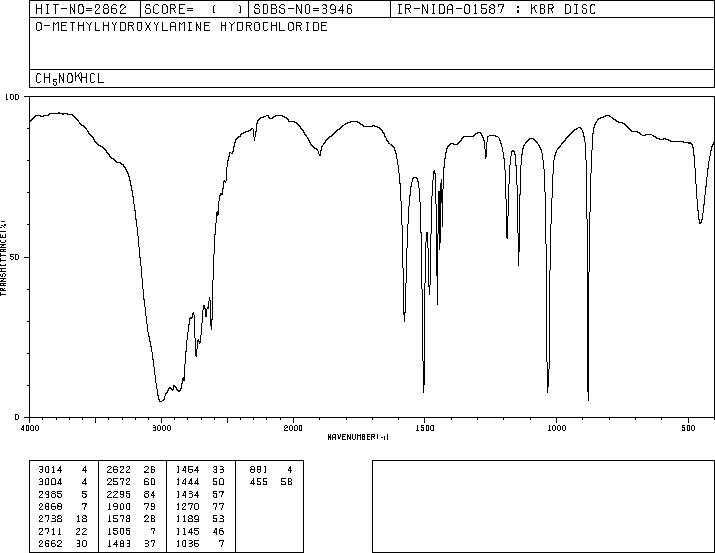 HIT-NO=2862 SCORE= ( ) SDBS-NO=3946 IR-NIDA-01587 : KBR DISC
O-METHYLHYDROXYLAMINE HYDROCHLORIDE
CH5NO*HCL
100
50
0
TRANSMITTANCE(%)
4000 3000 2000 1500 1000 500
WAVENUMBER(-1)
3014 4 2622 26 1454 33 881 4
3004 4 2572 60 1444 50 455 58
2985 5 2295 84 1434 57
2868 7 1900 79 1270 77
2738 18 1578 28 1189 53
2711 22 1505 7 1145 46
2662 30 1483 37 1035 7